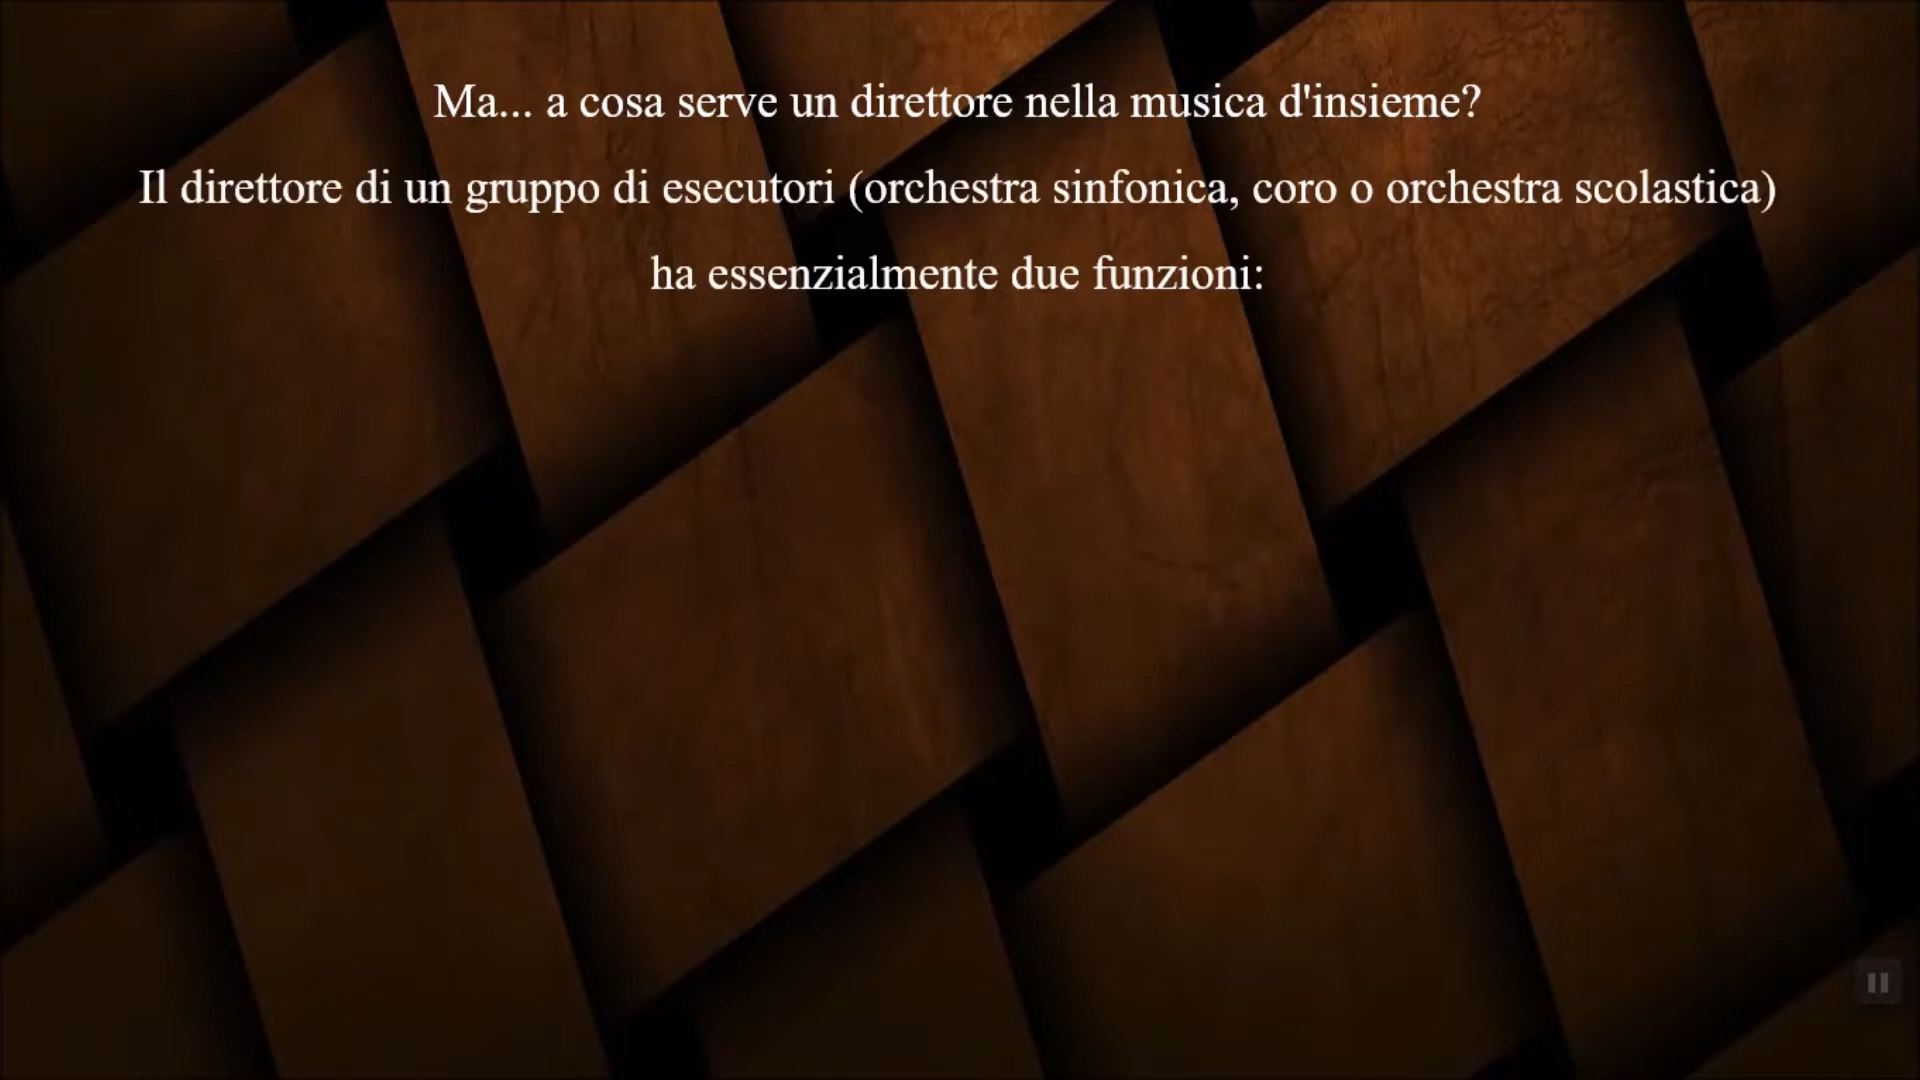 Ma... a cosa serve un direttore nella musica d'insieme?
Il direttore di un gruppo di esecutori (orchestra sinfonica, coro o orchestra scolastica)
ha essenzialmente due funzioni: